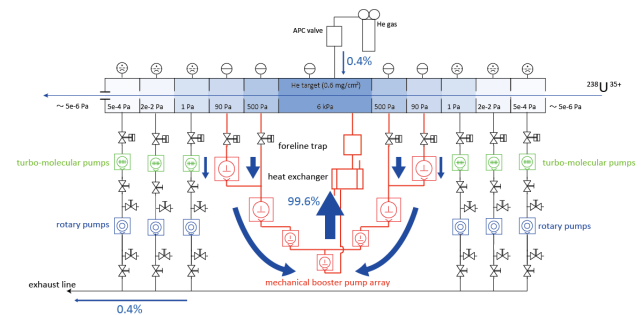 He gas
APC valve
0.4%
He target (0.6 mg/cm²)
²³⁸U³⁵⁺
～ 5e-6 Pa
5e-4 Pa
2e-2 Pa
1 Pa
90 Pa
500 Pa
6 kPa
500 Pa
90 Pa
1 Pa
2e-2 Pa
5e-4 Pa
～ 5e-6 Pa
foreline trap
turbo-molecular pumps
heat exchanger
turbo-molecular pumps
99.6%
rotary pumps
rotary pumps
mechanical booster pump array
exhaust line
0.4%